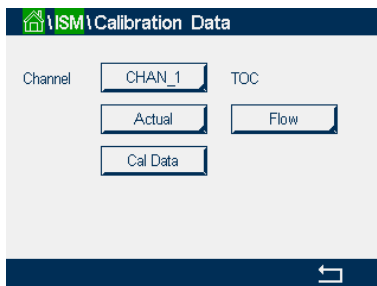 \ISM\Calibration Data
Channel CHAN_1 TOC
Actual Flow
Cal Data